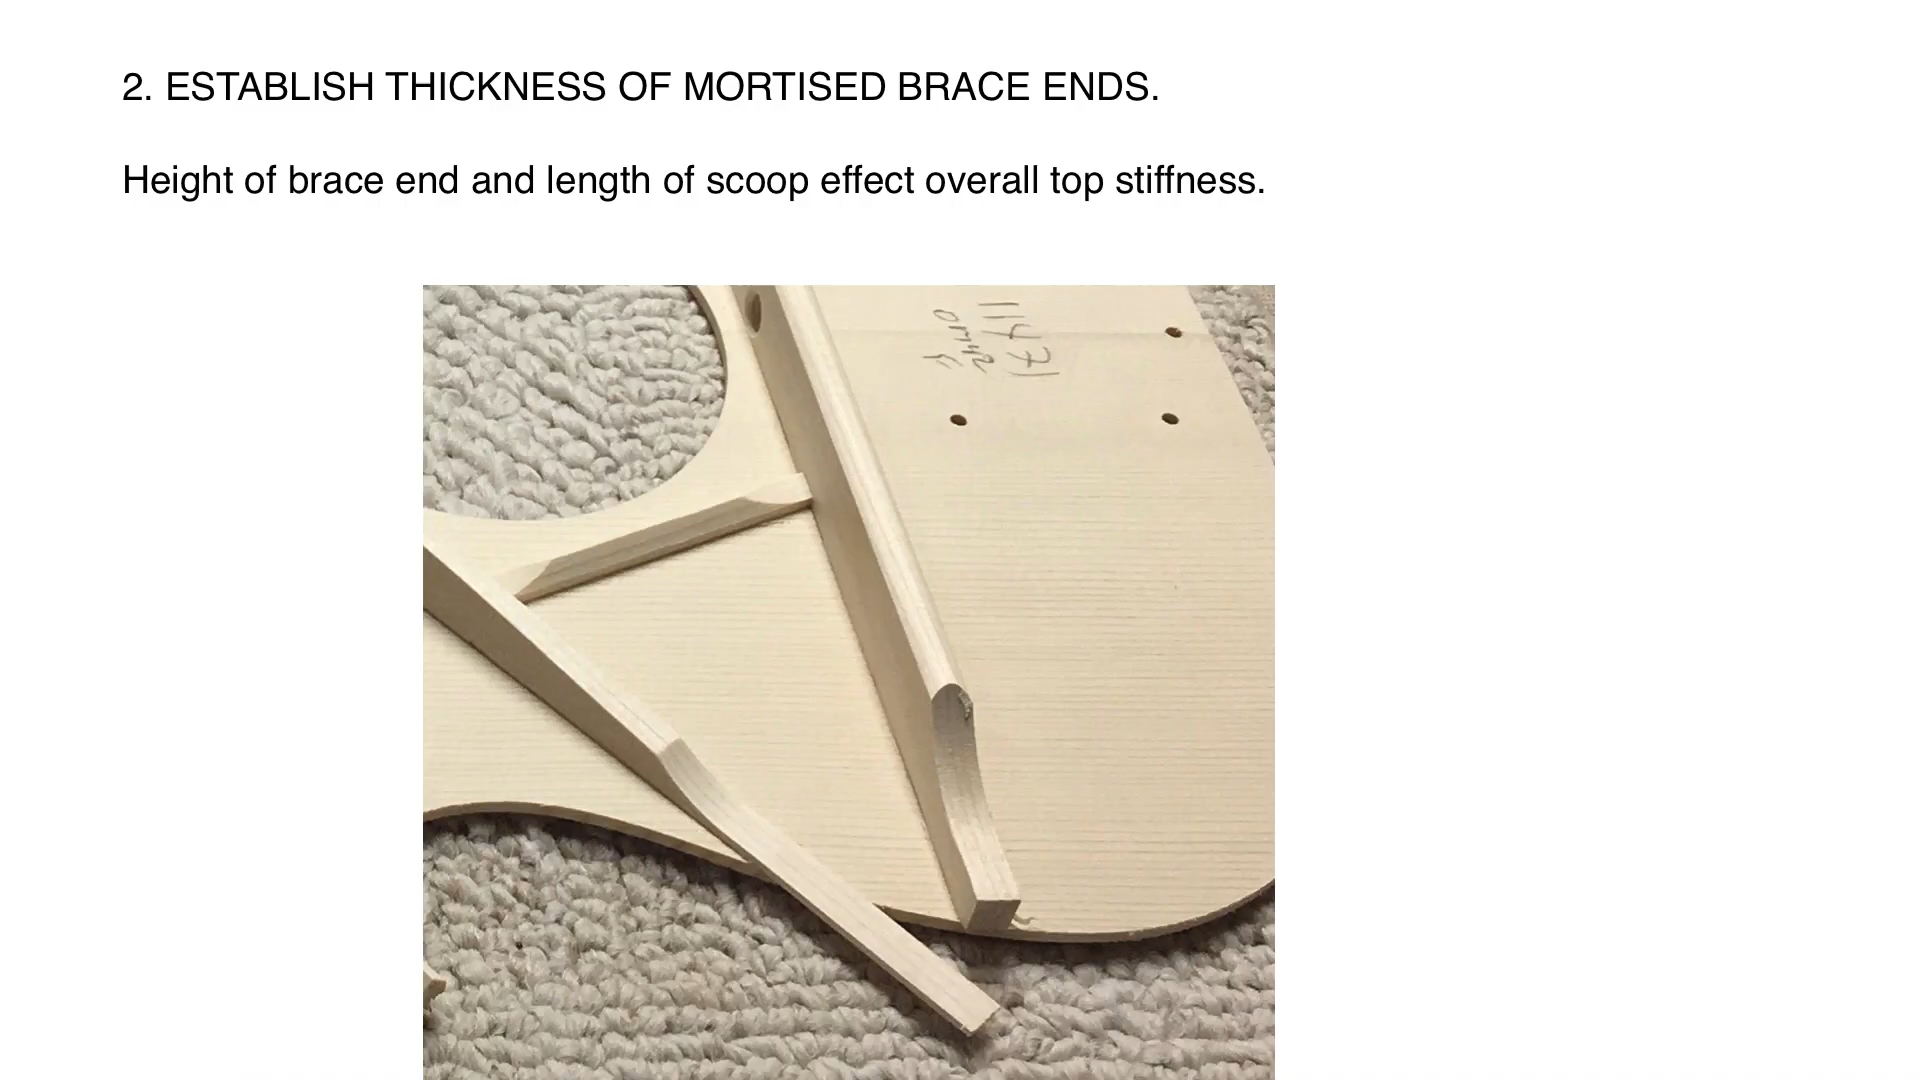 2. ESTABLISH THICKNESS OF MORTISED BRACE ENDS.
Height of brace end and length of scoop effect overall top stiffness.